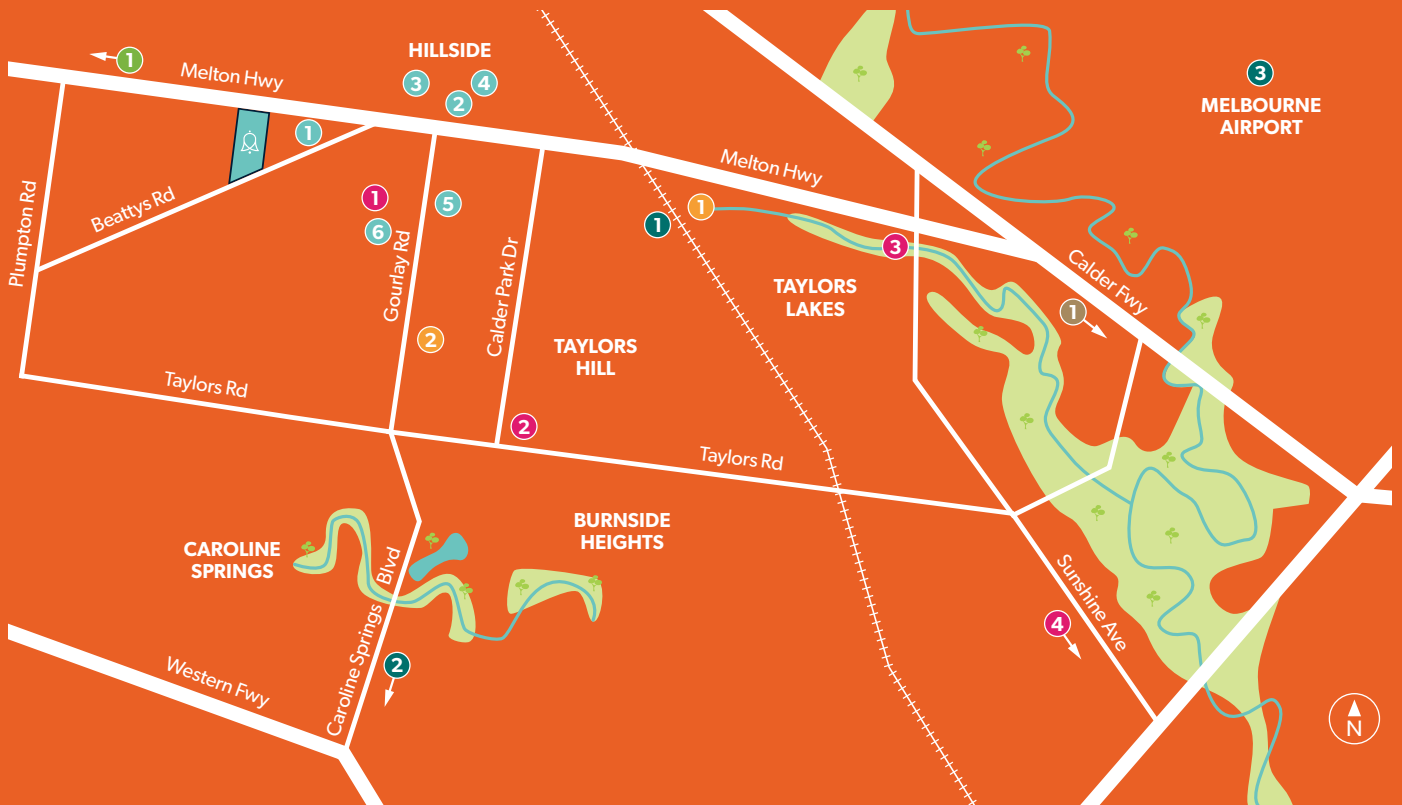 1
HILLSIDE
3
4
2
Melton Hwy
3
MELBOURNE
AIRPORT
1
Melton Hwy
Plumpton Rd
Beattys Rd
1
5
6
1
1
3
Gourlay Rd
Calder Park Dr
TAYLORS
LAKES
Calder Fwy
1
2
TAYLORS
HILL
Taylors Rd
2
Taylors Rd
CAROLINE
SPRINGS
BURNSIDE
HEIGHTS
Caroline Springs Blvd
Sunshine Ave
4
2
Western Fwy
N